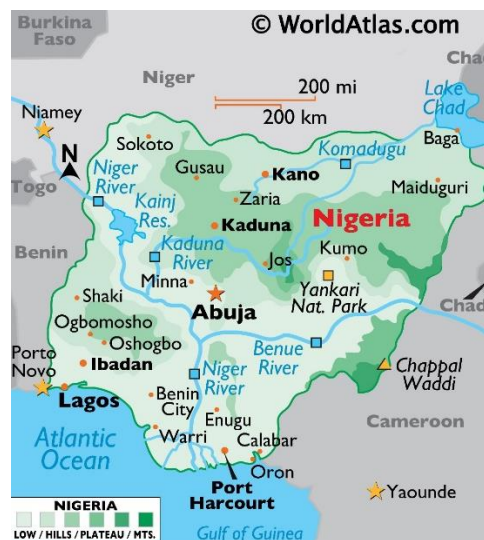 Burkina
Faso
© WorldAtlas.com
Niger
Chad
200 mi
200 km
Lake
Chad
Niamey
Sokoto
Gusau
Kano
Komadugu
Baga
N
Niger
River
Zaria
Maiduguri
Togo
Kainj
Res.
Kaduna
Nigeria
Benin
Kaduna
River
Jos
Kumo
Minna
Abuja
Yankari
Nat. Park
Shaki
Chad
Ogbomosho
Oshogbo
Benue
River
Chappal
Waddi
Porto
Novo
Ibadan
Niger
River
Lagos
Benin
City
Enugu
Cameroon
Atlantic
Ocean
Warri
Calabar
Oron
Port
Harcourt
Yaounde
NIGERIA
LOW / HILLS / PLATEAU / MTS.
Gulf of Guinea